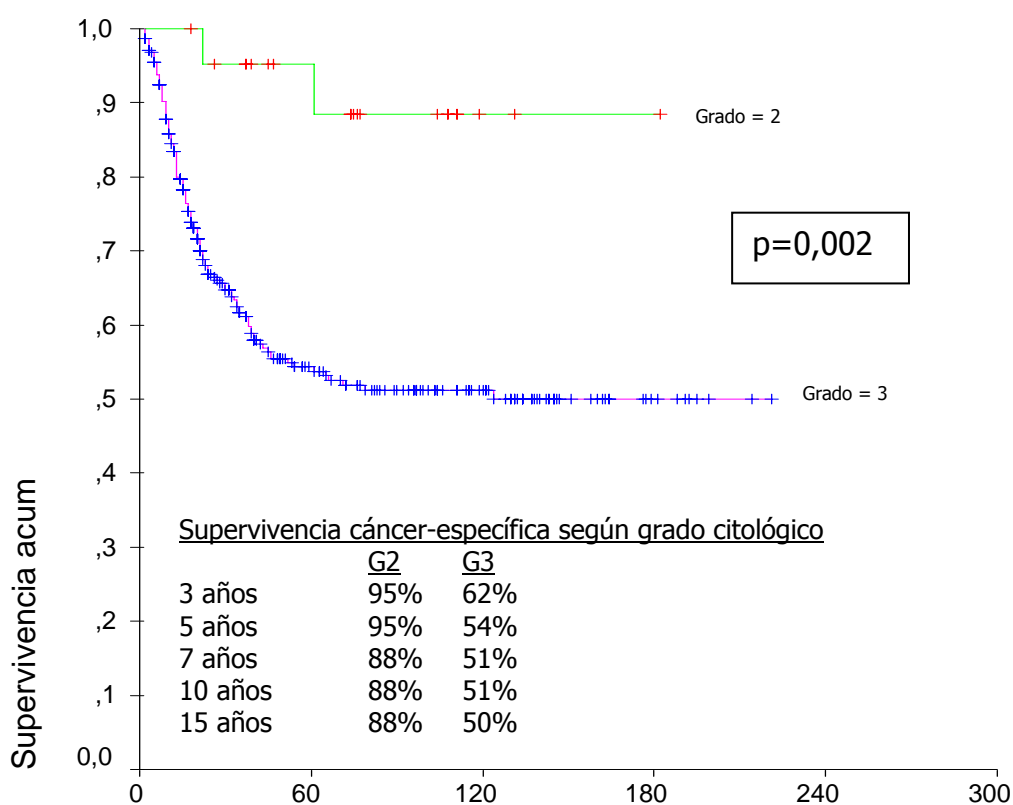 1,0
,9
,8
,7
,6
,5
,4
,3
,2
,1
0,0
Supervivencia acum
Grado = 2
p=0,002
Grado = 3
Supervivencia cáncer-específica según grado citológico
G2 G3
3 años 95% 62%
5 años 95% 54%
7 años 88% 51%
10 años 88% 51%
15 años 88% 50%
0 60 120 180 240 300